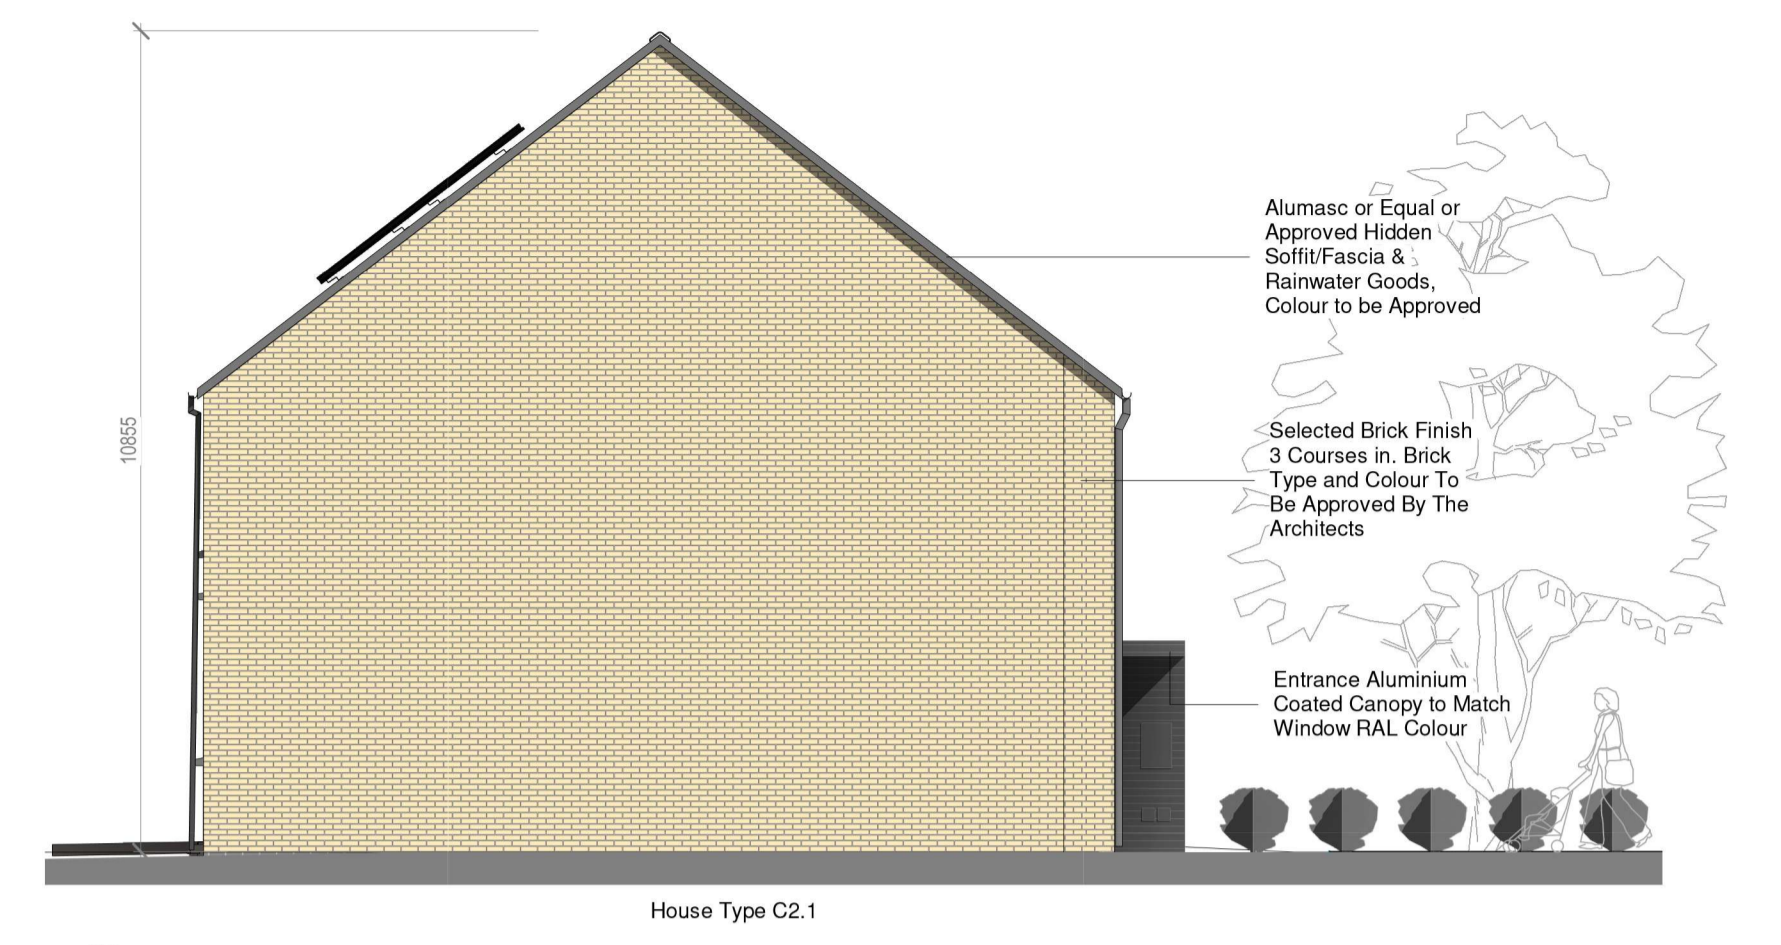 Alumasc or Equal or
Approved Hidden
Soffit/Fascia &
Rainwater Goods,
Colour to be Approved
10855
Selected Brick Finish
3 Courses in. Brick
Type and Colour To
Be Approved By The
Architects
Entrance Aluminium
Coated Canopy to Match
Window RAL Colour
House Type C2.1